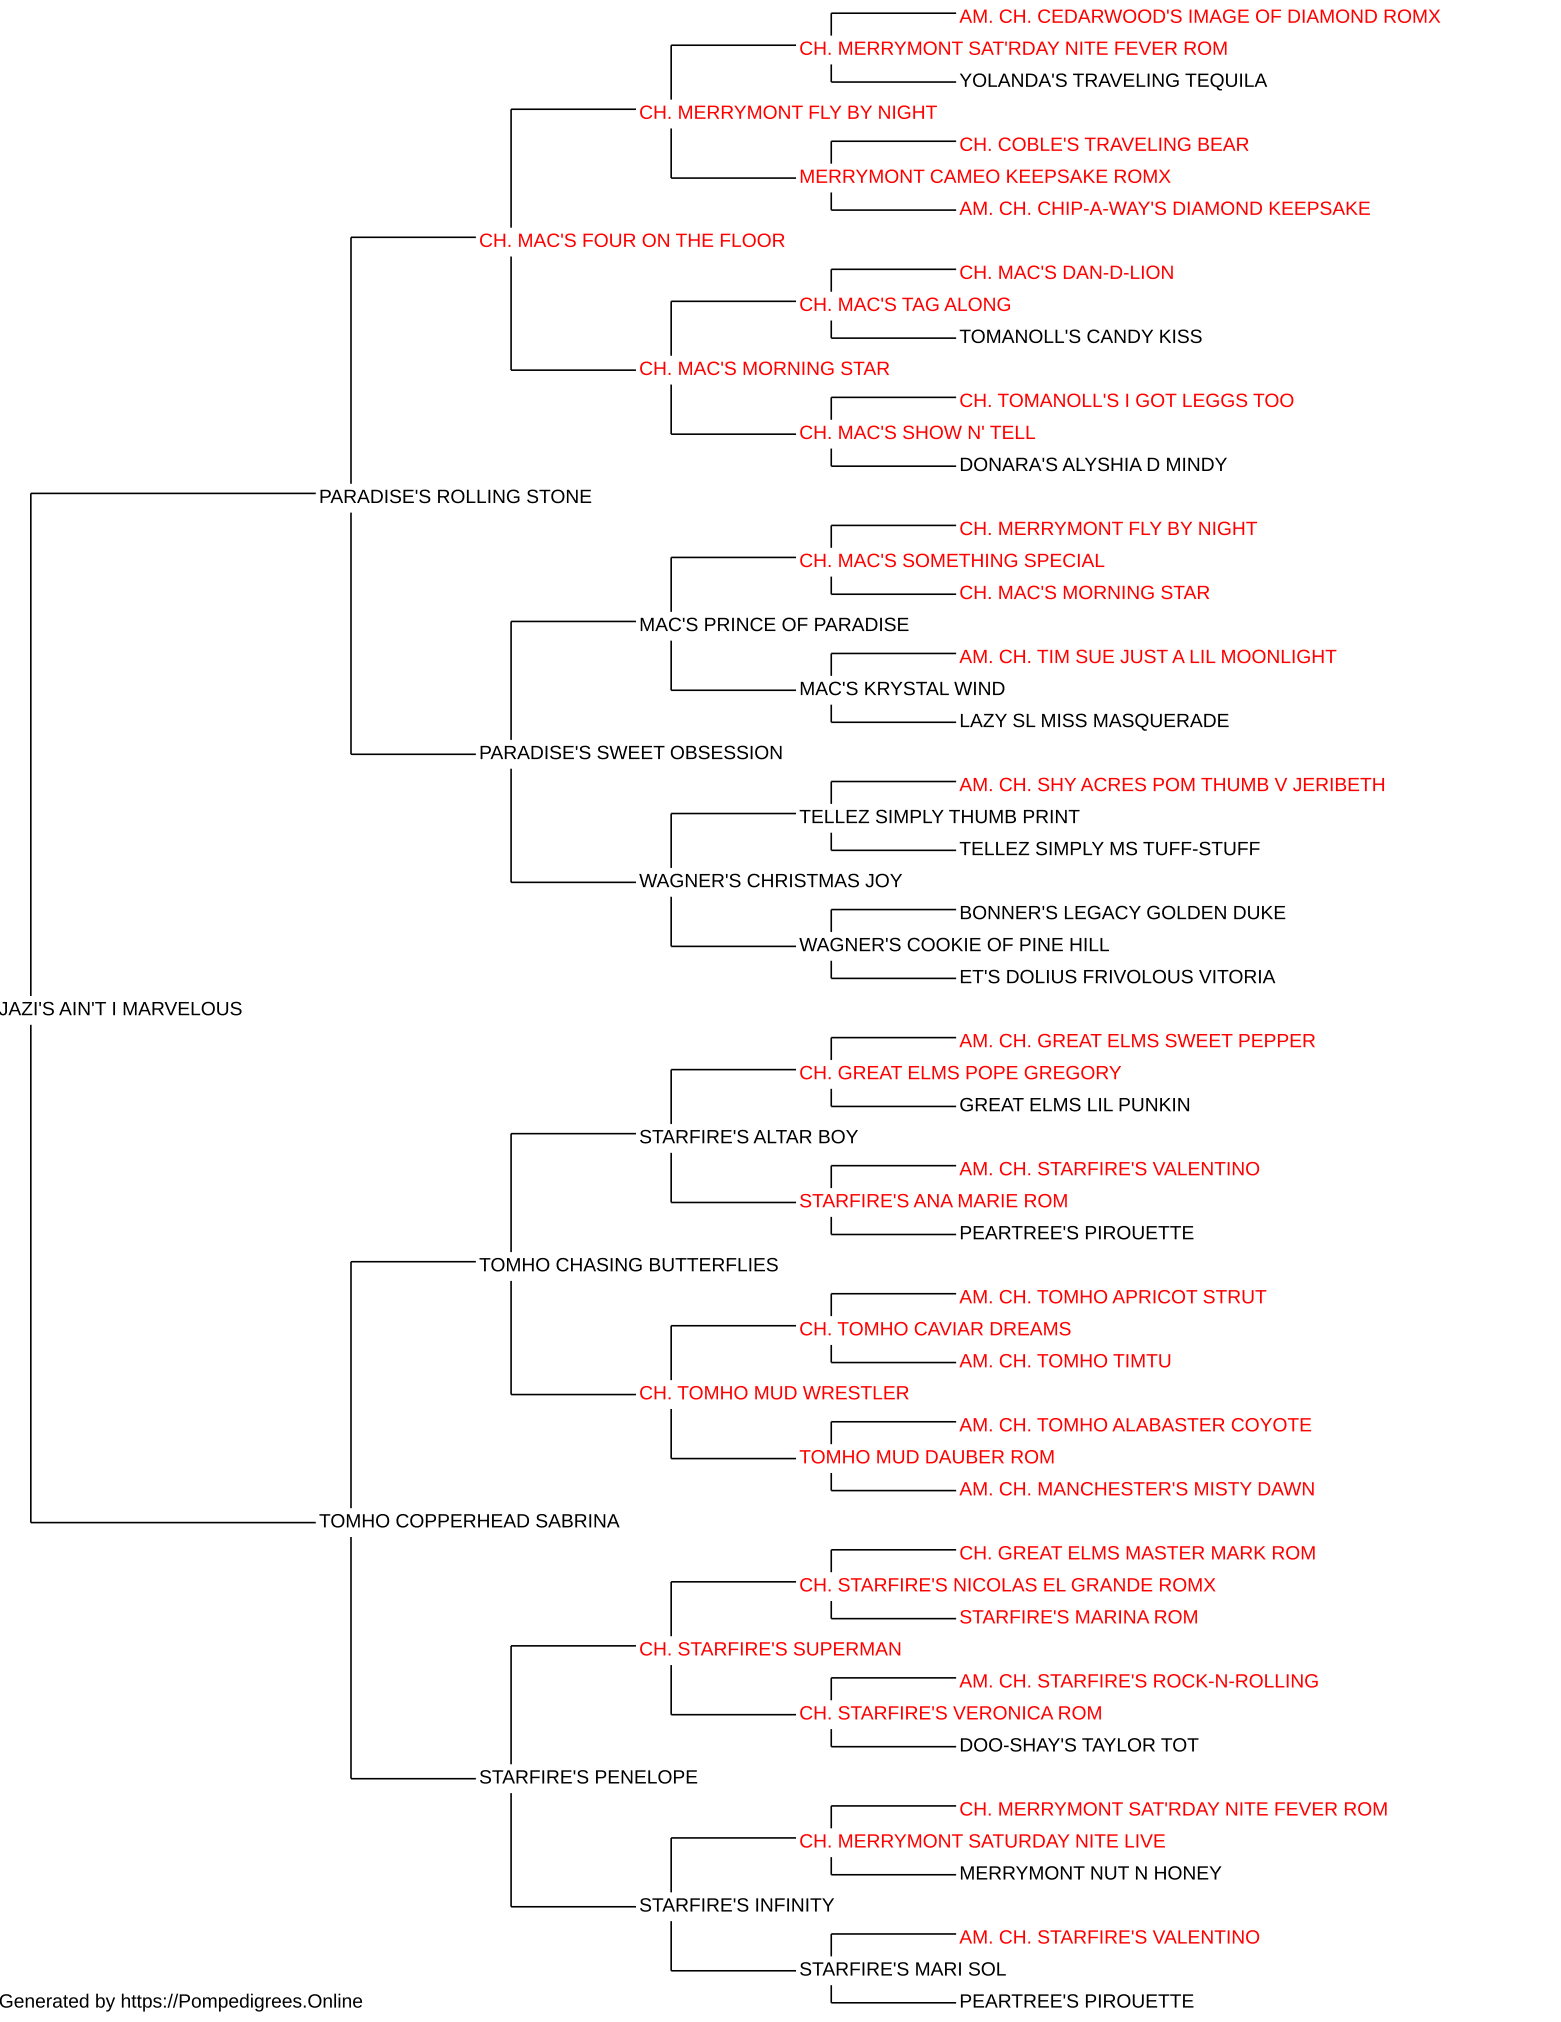 AM. CH. CEDARWOOD'S IMAGE OF DIAMOND ROMX
CH. MERRYMONT SAT'RDAY NITE FEVER ROM
YOLANDA'S TRAVELING TEQUILA
CH. MERRYMONT FLY BY NIGHT
CH. COBLE'S TRAVELING BEAR
MERRYMONT CAMEO KEEPSAKE ROMX
AM. CH. CHIP-A-WAY'S DIAMOND KEEPSAKE
CH. MAC'S FOUR ON THE FLOOR
CH. MAC'S DAN-D-LION
CH. MAC'S TAG ALONG
TOMANOLL'S CANDY KISS
CH. MAC'S MORNING STAR
CH. TOMANOLL'S I GOT LEGGS TOO
CH. MAC'S SHOW N' TELL
DONARA'S ALYSHIA D MINDY
PARADISE'S ROLLING STONE
CH. MERRYMONT FLY BY NIGHT
CH. MAC'S SOMETHING SPECIAL
CH. MAC'S MORNING STAR
MAC'S PRINCE OF PARADISE
AM. CH. TIM SUE JUST A LIL MOONLIGHT
MAC'S KRYSTAL WIND
LAZY SL MISS MASQUERADE
PARADISE'S SWEET OBSESSION
AM. CH. SHY ACRES POM THUMB V JERIBETH
TELLEZ SIMPLY THUMB PRINT
TELLEZ SIMPLY MS TUFF-STUFF
WAGNER'S CHRISTMAS JOY
BONNER'S LEGACY GOLDEN DUKE
WAGNER'S COOKIE OF PINE HILL
ET'S DOLIUS FRIVOLOUS VITORIA
JAZI'S AIN'T I MARVELOUS
AM. CH. GREAT ELMS SWEET PEPPER
CH. GREAT ELMS POPE GREGORY
GREAT ELMS LIL PUNKIN
STARFIRE'S ALTAR BOY
AM. CH. STARFIRE'S VALENTINO
STARFIRE'S ANA MARIE ROM
PEARTREE'S PIROUETTE
TOMHO CHASING BUTTERFLIES
AM. CH. TOMHO APRICOT STRUT
CH. TOMHO CAVIAR DREAMS
AM. CH. TOMHO TIMTU
CH. TOMHO MUD WRESTLER
AM. CH. TOMHO ALABASTER COYOTE
TOMHO MUD DAUBER ROM
AM. CH. MANCHESTER'S MISTY DAWN
TOMHO COPPERHEAD SABRINA
CH. GREAT ELMS MASTER MARK ROM
CH. STARFIRE'S NICOLAS EL GRANDE ROMX
STARFIRE'S MARINA ROM
CH. STARFIRE'S SUPERMAN
AM. CH. STARFIRE'S ROCK-N-ROLLING
CH. STARFIRE'S VERONICA ROM
DOO-SHAY'S TAYLOR TOT
STARFIRE'S PENELOPE
CH. MERRYMONT SAT'RDAY NITE FEVER ROM
CH. MERRYMONT SATURDAY NITE LIVE
MERRYMONT NUT N HONEY
STARFIRE'S INFINITY
AM. CH. STARFIRE'S VALENTINO
STARFIRE'S MARI SOL
PEARTREE'S PIROUETTE
Generated by https://Pompedigrees.Online